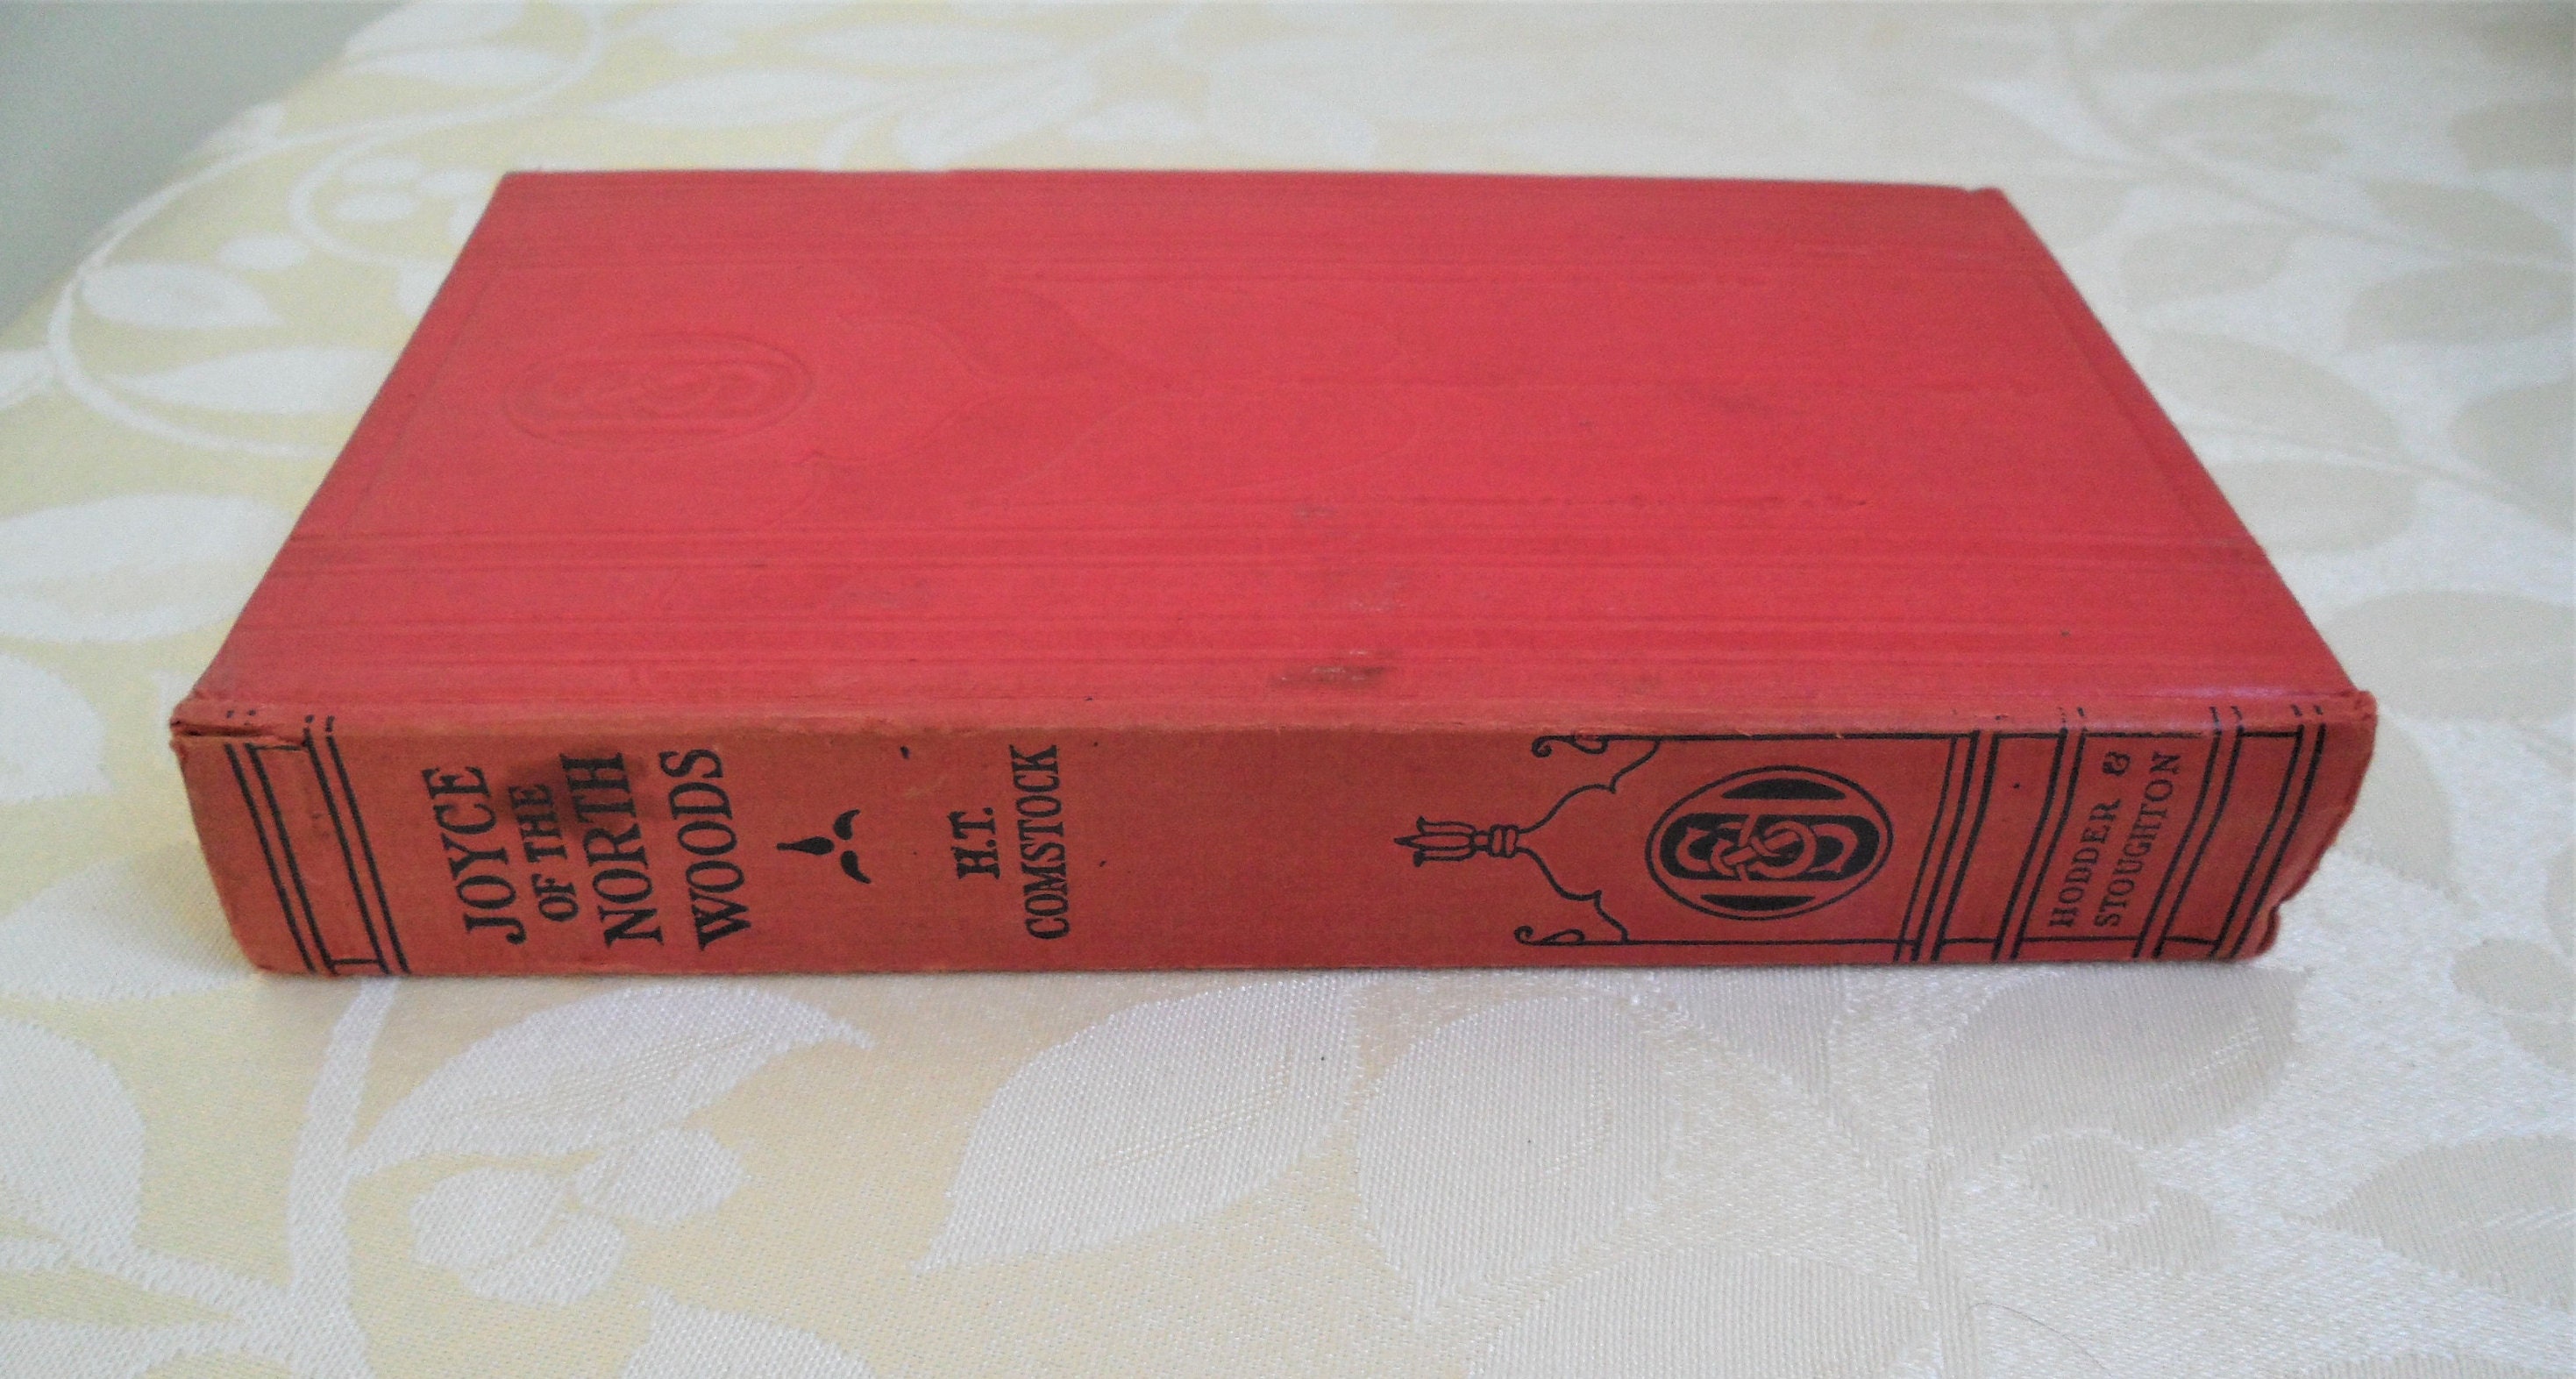 JOYCE
OF THE
NORTH
WOODS
H.T.
COMSTOCK
HODDER &
STOUGHTON